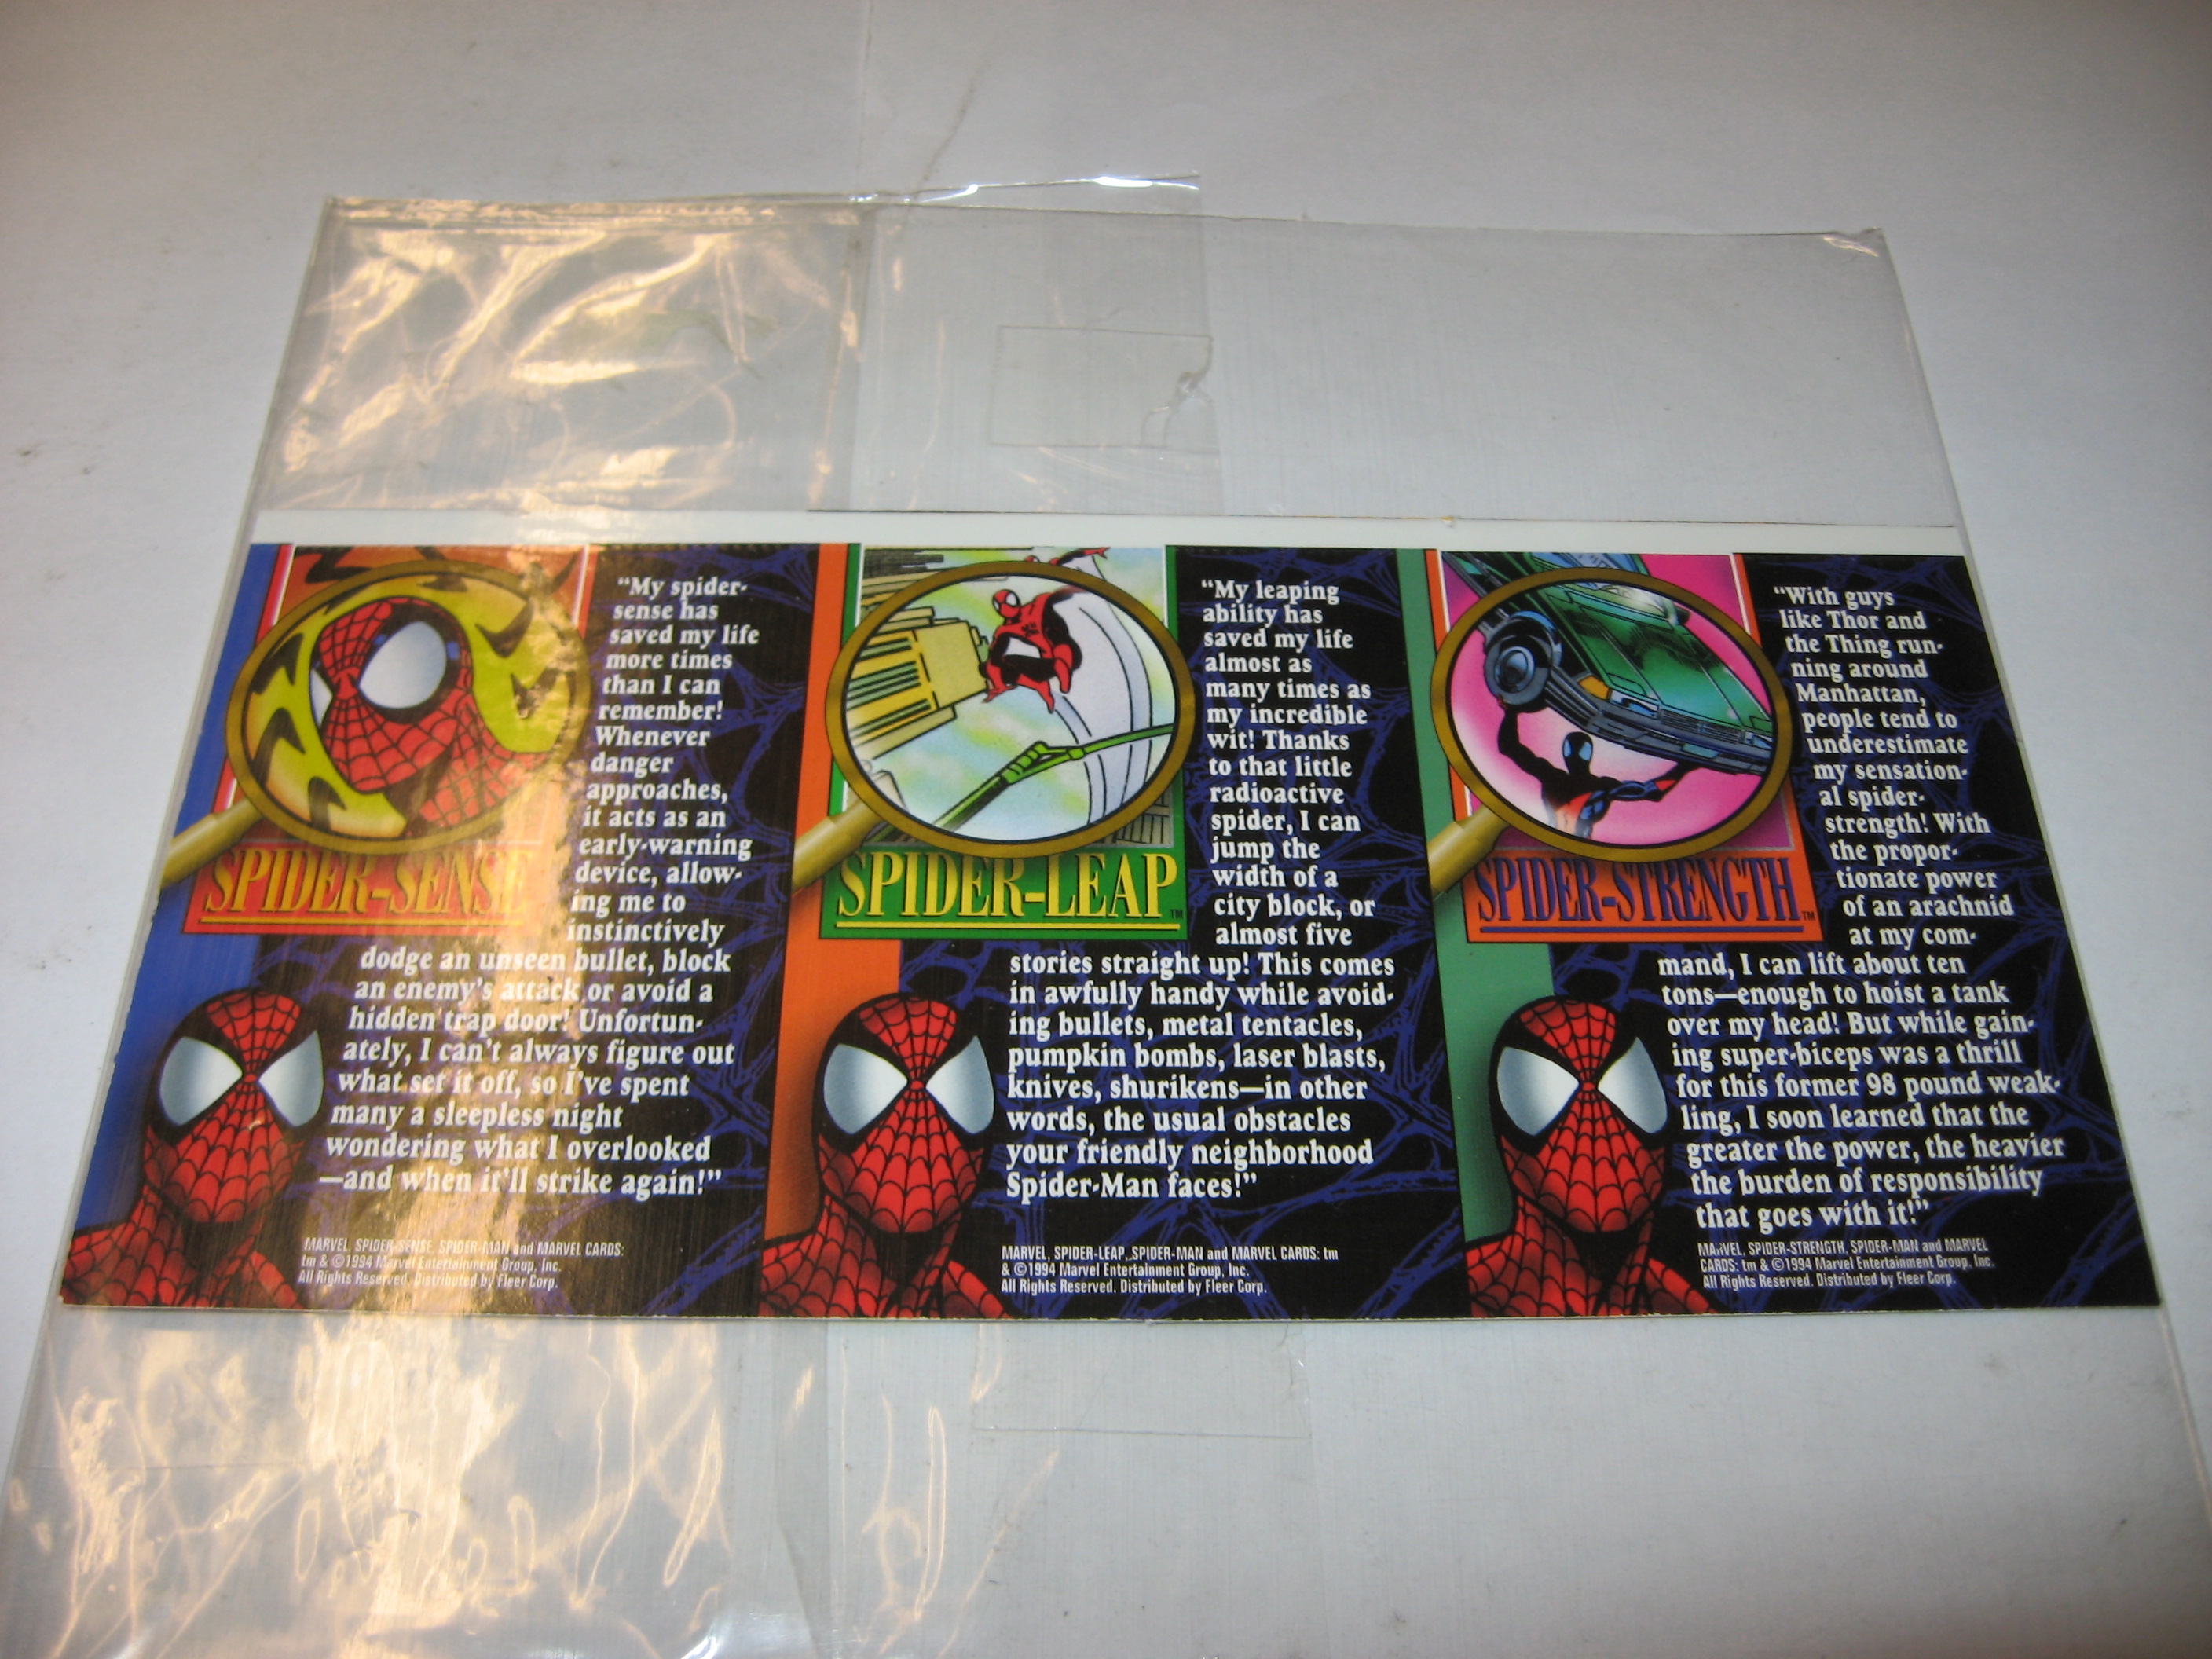 "My spider-
sense has
saved my life
more times
than I can
remember!
Whenever
danger
approaches,
it acts as an
early-warning
device, allow-
ing me to
instinctively
dodge an unseen bullet, block
an enemy's attack or avoid a
hidden trap door! Unfortun-
ately, I can't always figure out
what set it off, so I've spent
many a sleepless night
wondering what I overlooked
—and when it'll strike again!"
SPIDER-SENSE
MARVEL, SPIDER-SENSE, SPIDER-MAN and MARVEL CARDS:
tm & ©1994 Marvel Entertainment Group, Inc.
All Rights Reserved. Distributed by Fleer Corp.
"My leaping
ability has
saved my life
almost as
many times as
my incredible
wit! Thanks
to that little
radioactive
spider, I can
jump the
width of a
city block, or
almost five
stories straight up! This comes
in awfully handy while avoid-
ing bullets, metal tentacles,
pumpkin bombs, laser blasts,
knives, shurikens—in other
words, the usual obstacles
your friendly neighborhood
Spider-Man faces!"
SPIDER-LEAP™
MARVEL, SPIDER-LEAP, SPIDER-MAN and MARVEL CARDS: tm
& ©1994 Marvel Entertainment Group, Inc.
All Rights Reserved. Distributed by Fleer Corp.
"With guys
like Thor and
the Thing run-
ning around
Manhattan,
people tend to
underestimate
my sensation-
al spider-
strength! With
the propor-
tionate power
of an arachnid
at my com-
mand, I can lift about ten
tons—enough to hoist a tank
over my head! But while gain-
ing super-biceps was a thrill
for this former 98 pound weak-
ling, I soon learned that the
greater the power, the heavier
the burden of responsibility
that goes with it!"
SPIDER-STRENGTH™
MARVEL, SPIDER-STRENGTH, SPIDER-MAN and MARVEL
CARDS: tm & ©1994 Marvel Entertainment Group, Inc.
All Rights Reserved. Distributed by Fleer Corp.